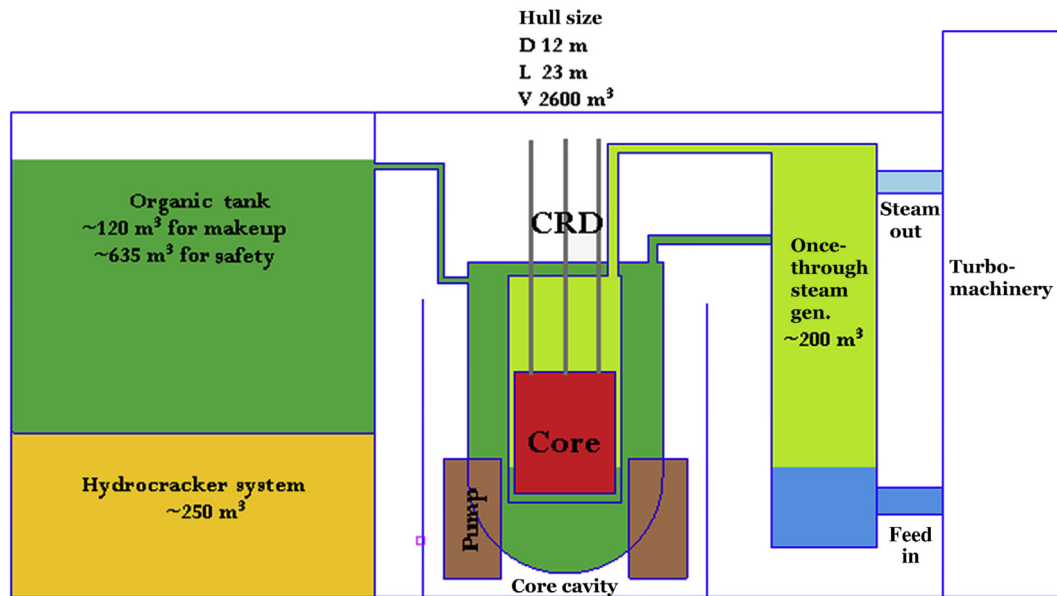 Hull size
D 12 m
L 23 m
V 2600 m³
Organic tank
~120 m³ for makeup
~635 m³ for safety
CRD
Steam
out
Once-
through
steam
gen.
~200 m³
Turbo-
machinery
Core
Hydrocracker system
~250 m³
Pump
Feed
in
Core cavity